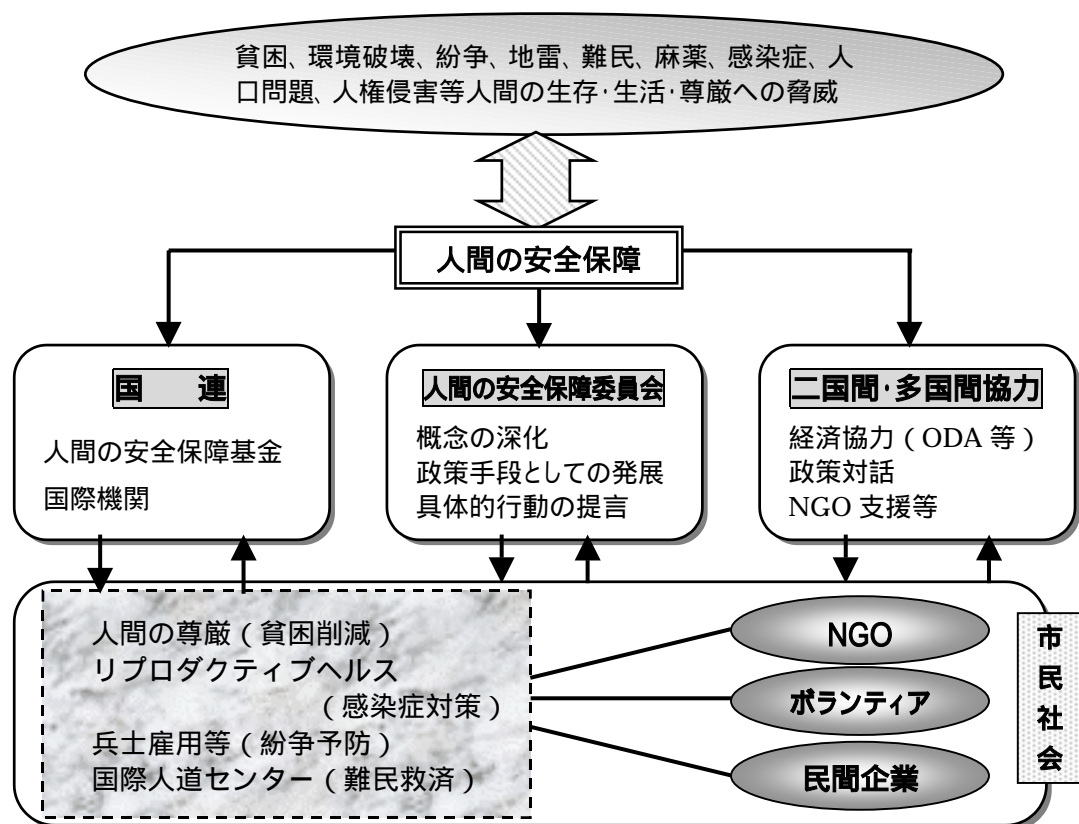 貧困、環境破壊、紛争、地雷、難民、麻薬、感染症、人
口問題、人権侵害等人間の生存･生活･尊厳への脅威
人間の安全保障
国　　連
人間の安全保障基金
国際機関
人間の安全保障委員会
概念の深化
政策手段としての発展
具体的行動の提言
二国間･多国間協力
経済協力（ODA 等）
政策対話
NGO 支援等
人間の尊厳（貧困削減）
リプロダクティブヘルス
（感染症対策）
兵士雇用等（紛争予防）
国際人道センター（難民救済）
NGO
ボランティア
民間企業
市民社会